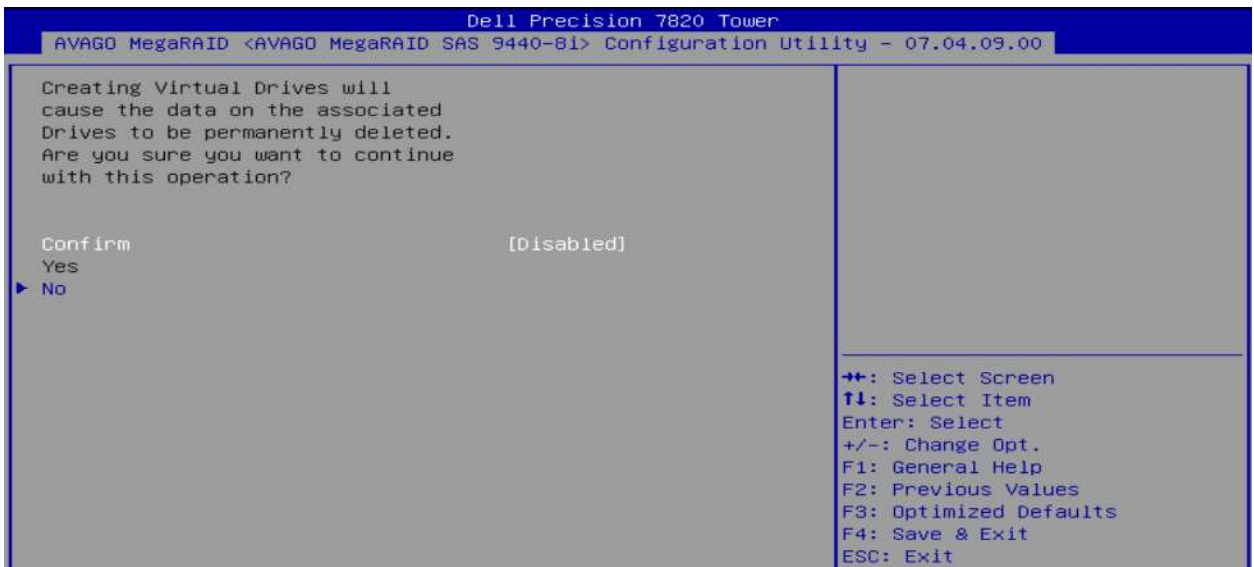 Dell Precision 7820 Tower
AVAGO MegaRAID <AVAGO MegaRAID SAS 9440-8i> Configuration Utility - 07.04.09.00
Creating Virtual Drives will
cause the data on the associated
Drives to be permanently deleted.
Are you sure you want to continue
with this operation?
Confirm [Disabled]
Yes
▶ No
→←: Select Screen
↑↓: Select Item
Enter: Select
+/-: Change Opt.
F1: General Help
F2: Previous Values
F3: Optimized Defaults
F4: Save & Exit
ESC: Exit